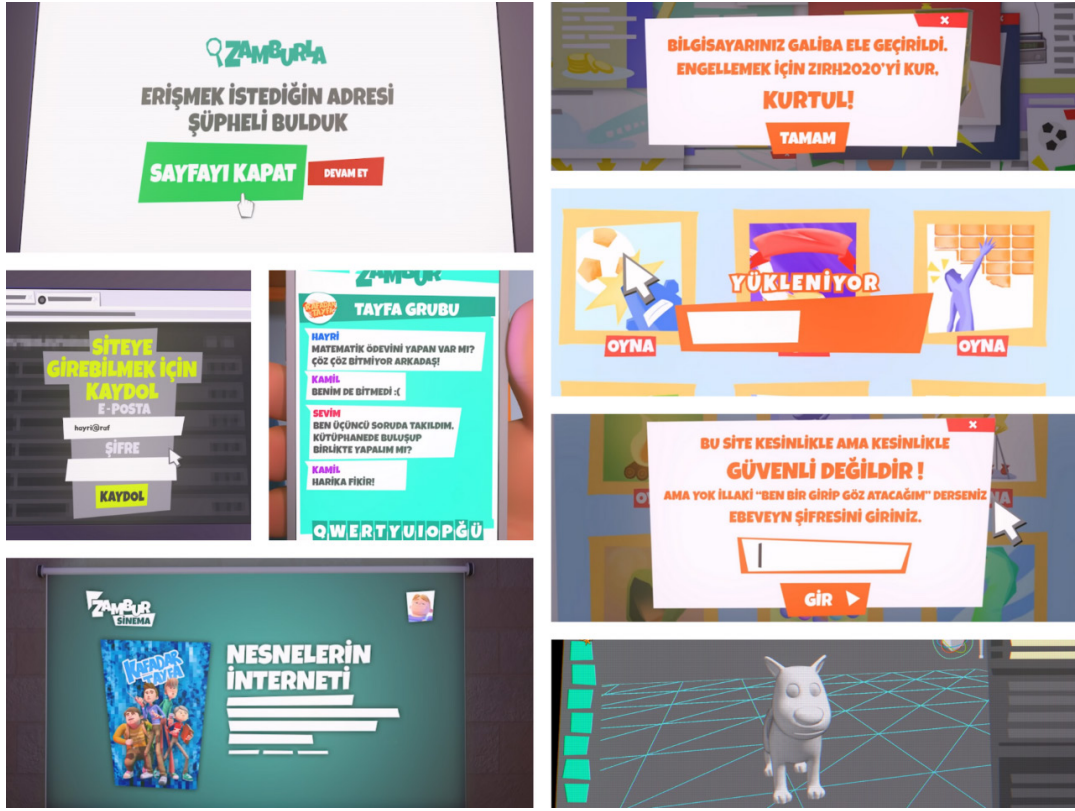 ZAMBURLA
ERİŞMEK İSTEDİĞİN ADRESİ
ŞÜPHELİ BULDUK
SAYFAYI KAPAT
DEVAM ET
BİLGİSAYARINIZ GALİBA ELE GEÇİRİLDİ.
ENGELLEMEK İÇİN ZIRH2020'Yİ KUR.
KURTUL!
TAMAM
YÜKLENİYOR
OYNA
OYNA
SİTEYE
GİREBİLMEK İÇİN
KAYDOL
E-POSTA
hayri@raf
ŞİFRE
KAYDOL
ZAMBUR
KAFADAR
TAYFA
TAYFA GRUBU
HAYRİ
MATEMATİK ÖDEVİNİ YAPAN VAR MI?
ÇÖZ ÇÖZ BİTMİYOR ARKADAŞ!
KAMİL
BENİM DE BİTMEDİ :(
SEVİM
BEN ÜÇÜNCÜ SORUDA TAKILDIM.
KÜTÜPHANEDE BULUŞUP
BİRLİKTE YAPALIM MI?
KAMİL
HARİKA FİKİR!
QWERTYUIOPĞÜ
BU SİTE KESİNLİKLE AMA KESİNLİKLE
GÜVENLİ DEĞİLDİR !
AMA YOK İLLAKİ “BEN BİR GİRİP GÖZ ATACAĞIM” DERSENİZ
EBEVEYN ŞİFRESİNİ GİRİNİZ.
GİR
ZAMBUR
SİNEMA
KAFADAR
TAYFA
NESNELERİN
İNTERNETİ